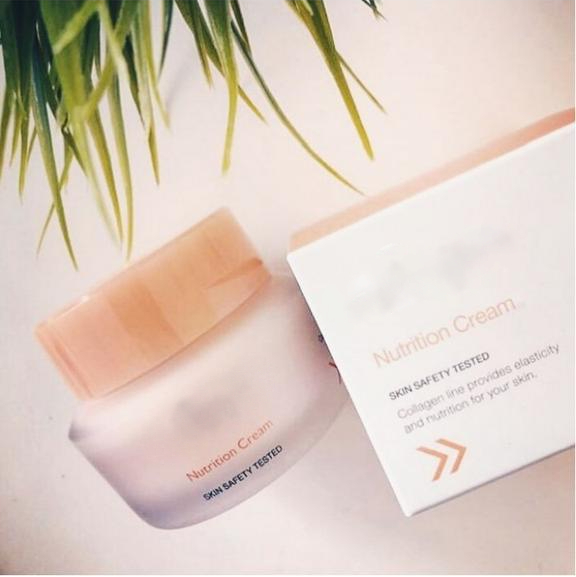 Nutrition Cream
SKIN SAFETY TESTED
Nutrition Cream
SKIN SAFETY TESTED
Collagen line provides elasticity
and nutrition for your skin.